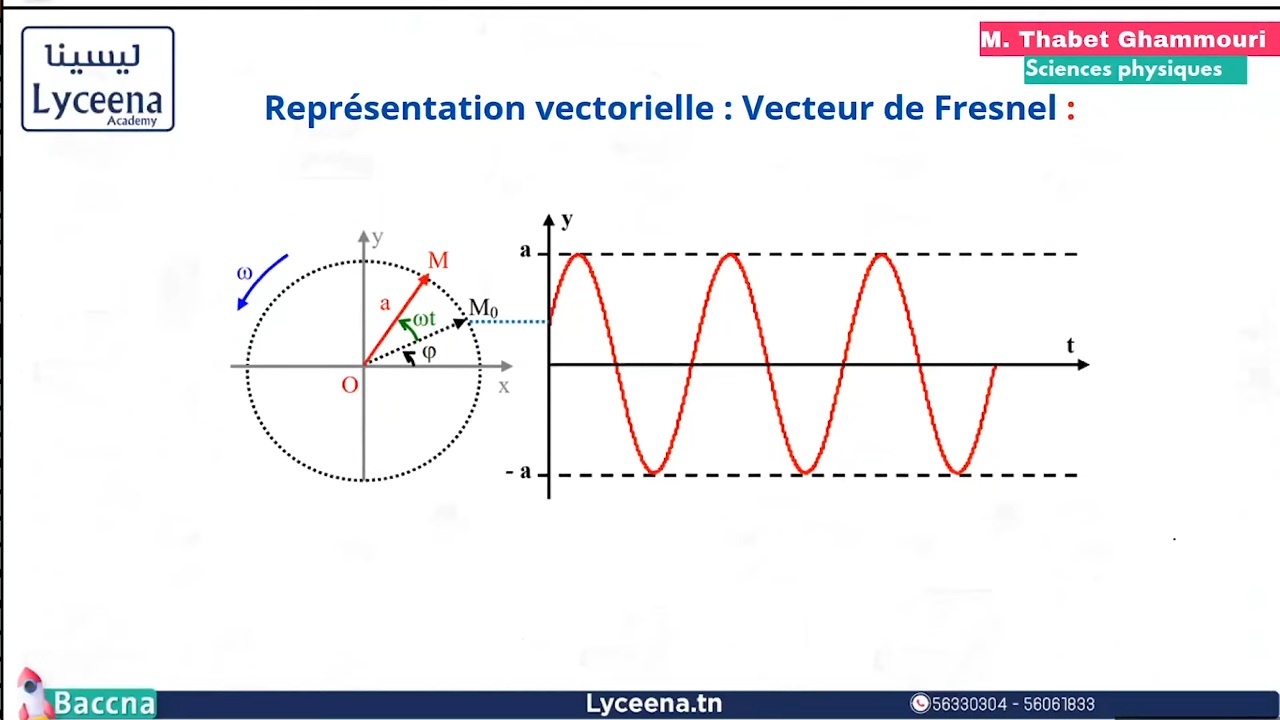 ليسينا
Lyceena
Academy
M. Thabet Ghammouri
Sciences physiques
Représentation vectorielle : Vecteur de Fresnel :
y
ω
M
a
M₀
ωt
φ
O
x
y
a
t
- a
Baccna
Lyceena.tn
56330304 - 56061833